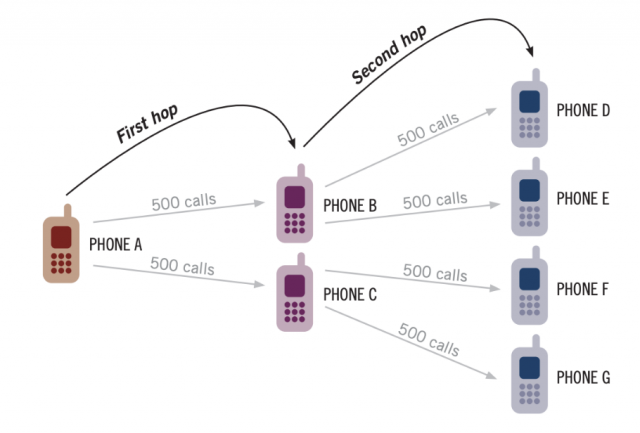 First hop
Second hop
500 calls
500 calls
500 calls
500 calls
500 calls
500 calls
PHONE A
PHONE B
PHONE C
PHONE D
PHONE E
PHONE F
PHONE G